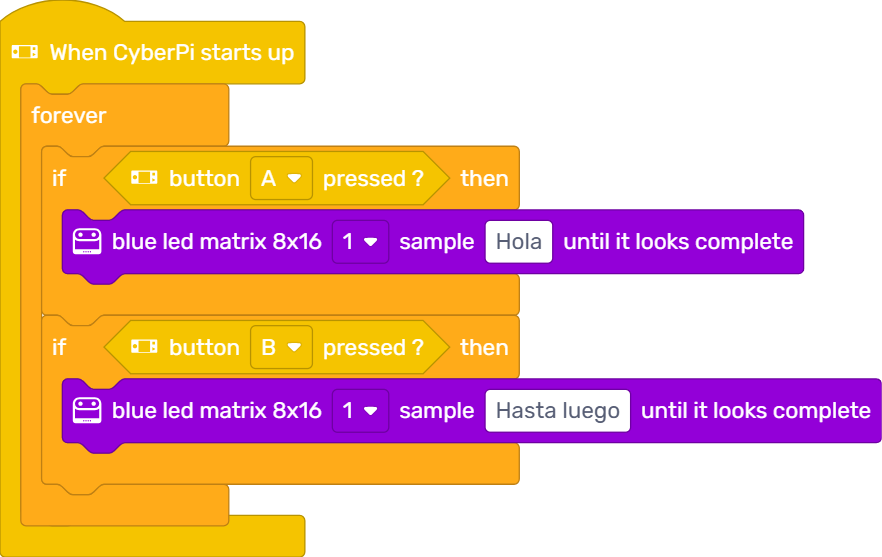 When CyberPi starts up
forever
if button A pressed ? then
blue led matrix 8x16 1 sample Hola until it looks complete
if button B pressed ? then
blue led matrix 8x16 1 sample Hasta luego until it looks complete